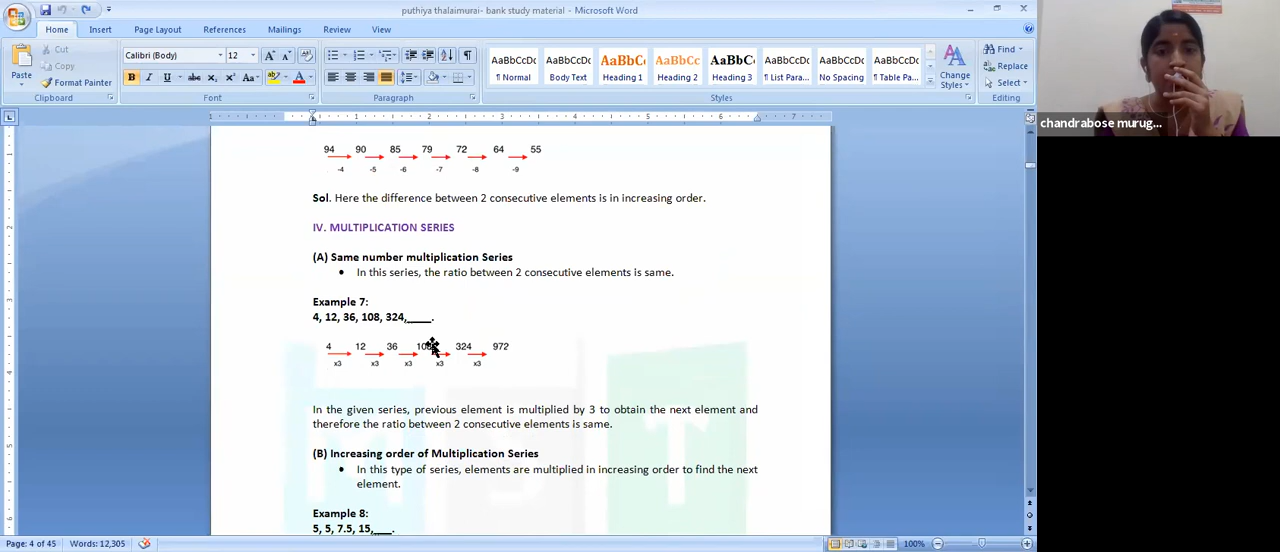 puthiya thalaimurai- bank study material - Microsoft Word
Home Insert Page Layout References Mailings Review View
Paste
Cut
Copy
Format Painter
Clipboard
Calibri (Body) 12
Font
Paragraph
AaBbCcDc AaBbCcDc AaBbC AaBbCc AaBbC AaBbCcDc AaBbCcDc AaBbCcDc
¶ Normal Body Text Heading 1 Heading 2 Heading 3 ¶ List Para... ¶ No Spacing ¶ Table Pa...
Styles
Change Styles
Find
Replace
Select
Editing
chandrabose murug...
94 90 85 79 72 64 55
-4 -5 -6 -7 -8 -9
Sol. Here the difference between 2 consecutive elements is in increasing order.
IV. MULTIPLICATION SERIES
(A) Same number multiplication Series
• In this series, the ratio between 2 consecutive elements is same.
Example 7:
4, 12, 36, 108, 324,____.
4 12 36 324 972
x3 x3 x3 x3 x3
In the given series, previous element is multiplied by 3 to obtain the next element and
therefore the ratio between 2 consecutive elements is same.
(B) Increasing order of Multiplication Series
• In this type of series, elements are multiplied in increasing order to find the next
element.
Example 8:
5, 5, 7.5, 15,___.
Page: 4 of 45 Words: 12,305
100%